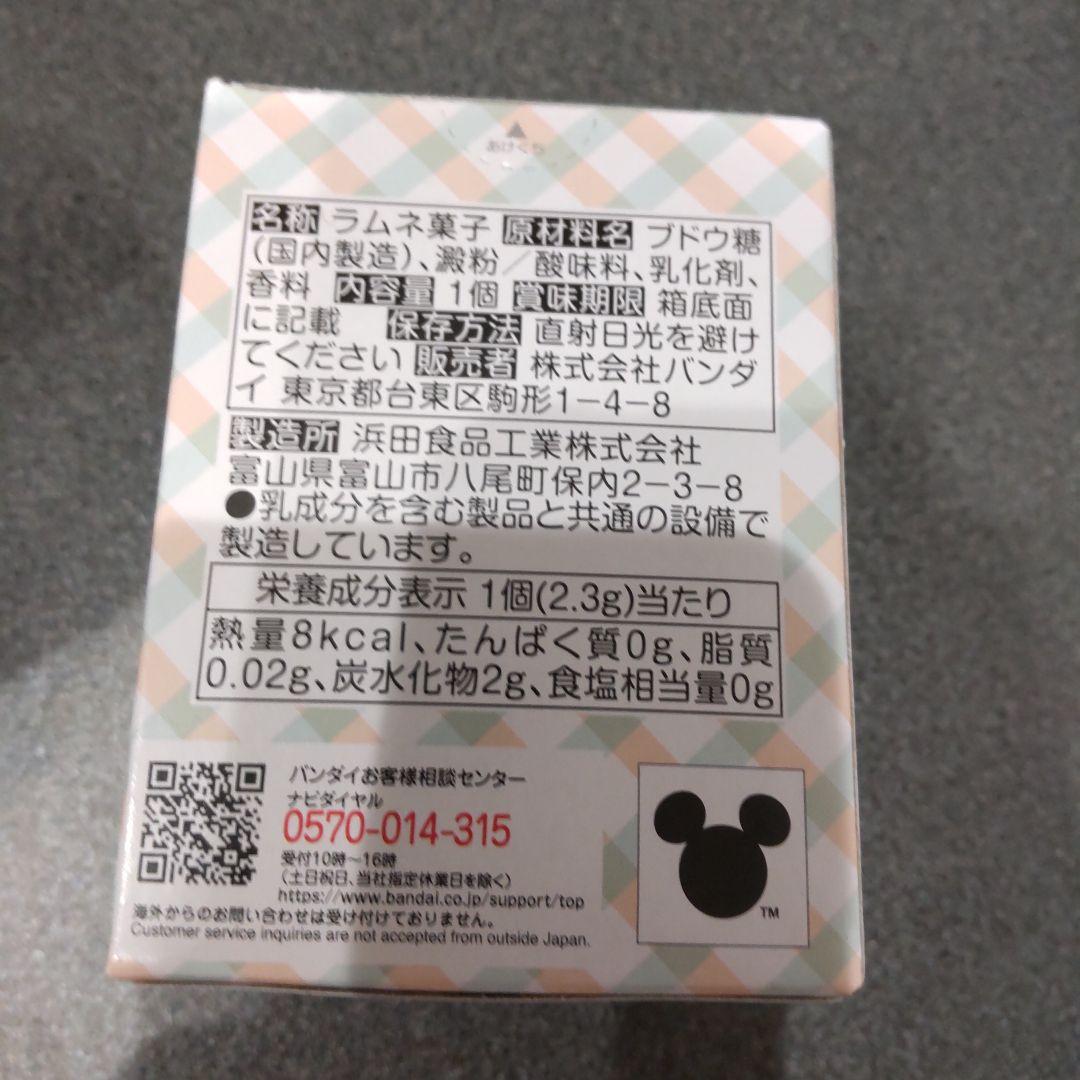 ▲
あけくち
名称 ラムネ菓子 原材料名 ブドウ糖
(国内製造)、澱粉／酸味料、乳化剤、
香料 内容量 1個 賞味期限 箱底面
に記載 保存方法 直射日光を避け
てください 販売者 株式会社バンダ
イ 東京都台東区駒形1-4-8
製造所 浜田食品工業株式会社
富山県富山市八尾町保内2-3-8
●乳成分を含む製品と共通の設備で
製造しています。
栄養成分表示 1個(2.3g)当たり
熱量8kcal、たんぱく質0g、脂質
0.02g、炭水化物2g、食塩相当量0g
バンダイお客様相談センター
ナビダイヤル
0570-014-315
受付10時～16時
(土日祝日、当社指定休業日を除く)
https://www.bandai.co.jp/support/top
海外からのお問い合わせは受け付けておりません。
Customer service inquiries are not accepted from outside Japan.
TM